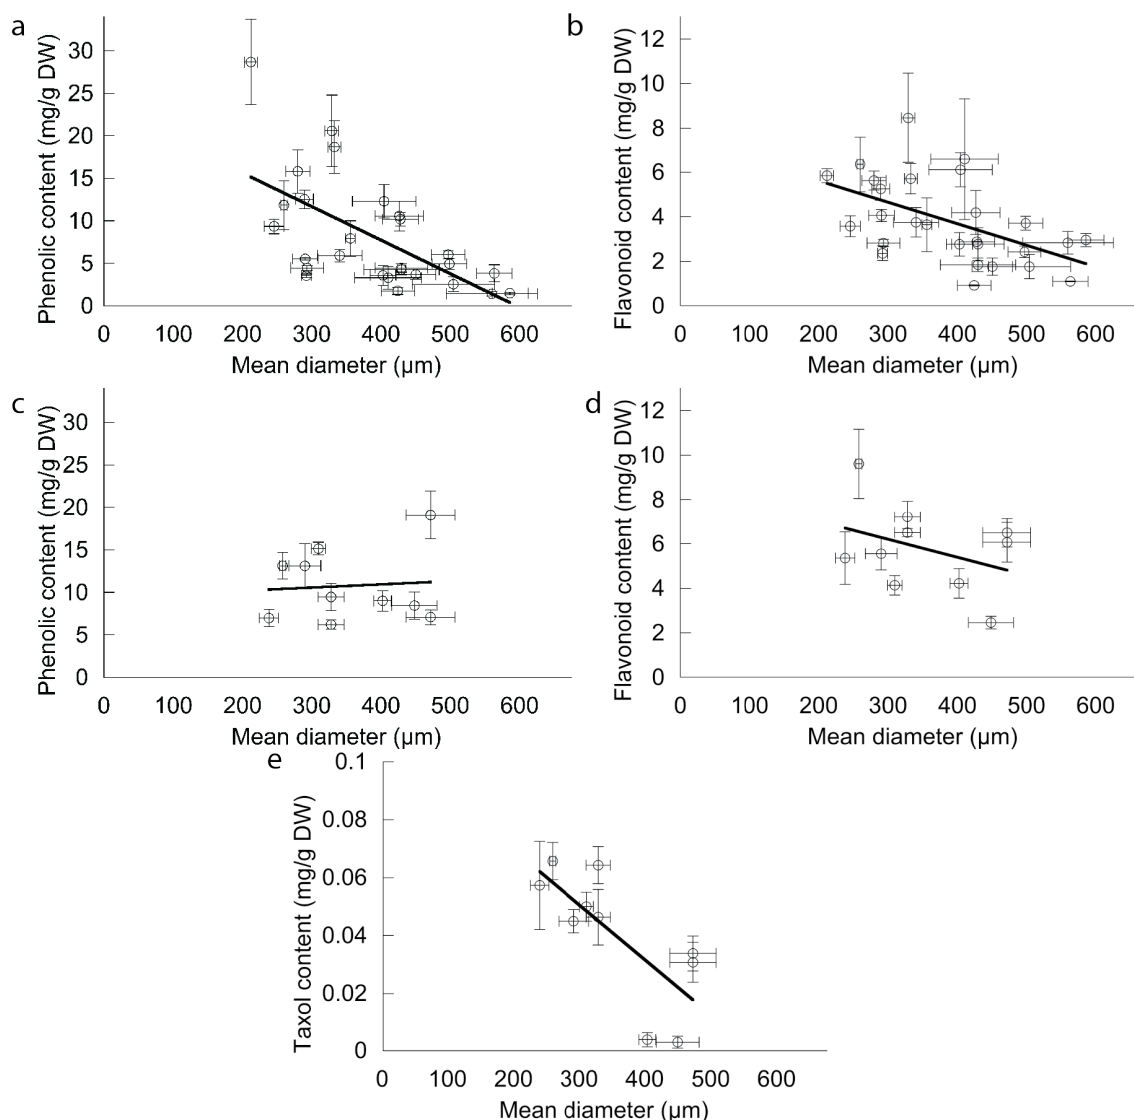 a
Phenolic content (mg/g DW)
30
25
20
15
10
5
0
0 100 200 300 400 500 600
Mean diameter (µm)
b
Flavonoid content (mg/g DW)
12
10
8
6
4
2
0
0 100 200 300 400 500 600
Mean diameter (µm)
c
Phenolic content (mg/g DW)
30
25
20
15
10
5
0
0 100 200 300 400 500 600
Mean diameter (µm)
d
Flavonoid content (mg/g DW)
12
10
8
6
4
2
0
0 100 200 300 400 500 600
Mean diameter (µm)
e
Taxol content (mg/g DW)
0.1
0.08
0.06
0.04
0.02
0
0 100 200 300 400 500 600
Mean diameter (µm)